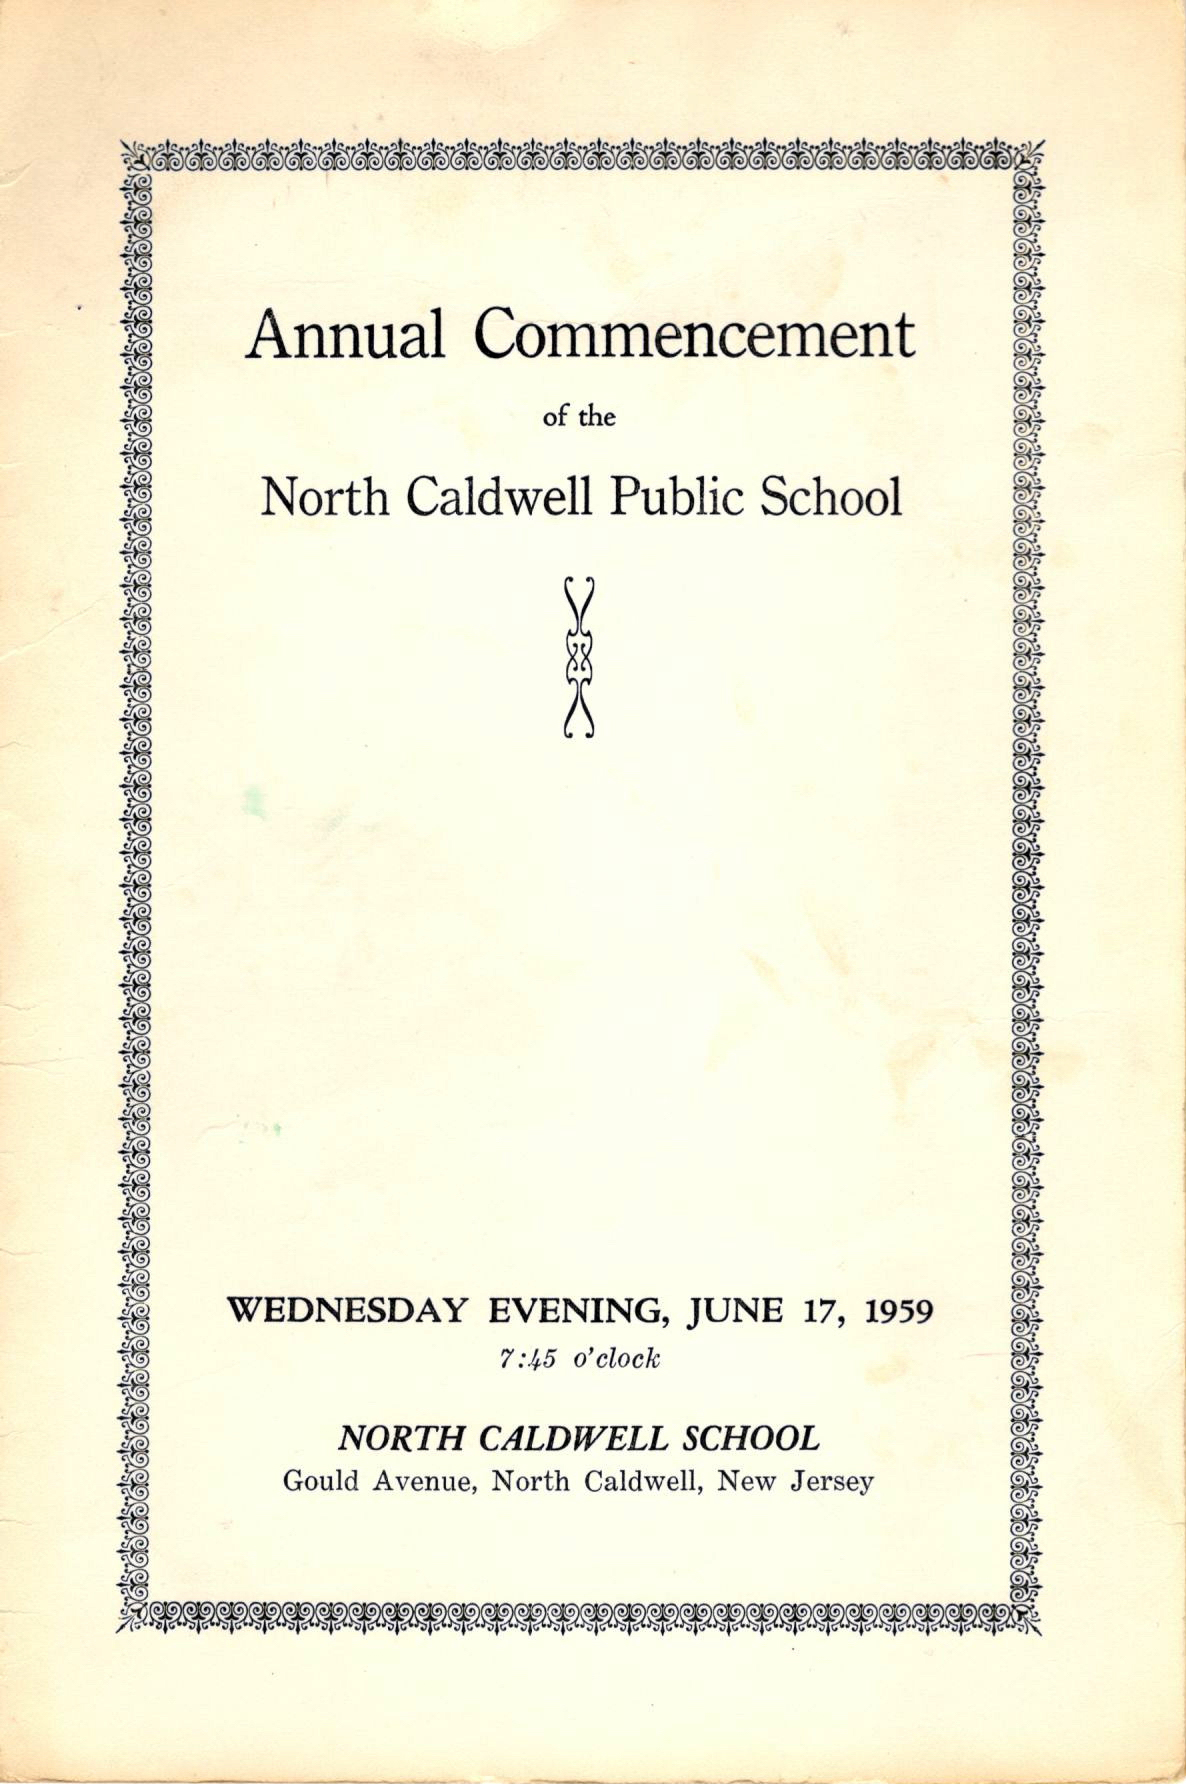 Annual Commencement
of the
North Caldwell Public School
WEDNESDAY EVENING, JUNE 17, 1959
7:45 o'clock
NORTH CALDWELL SCHOOL
Gould Avenue, North Caldwell, New Jersey